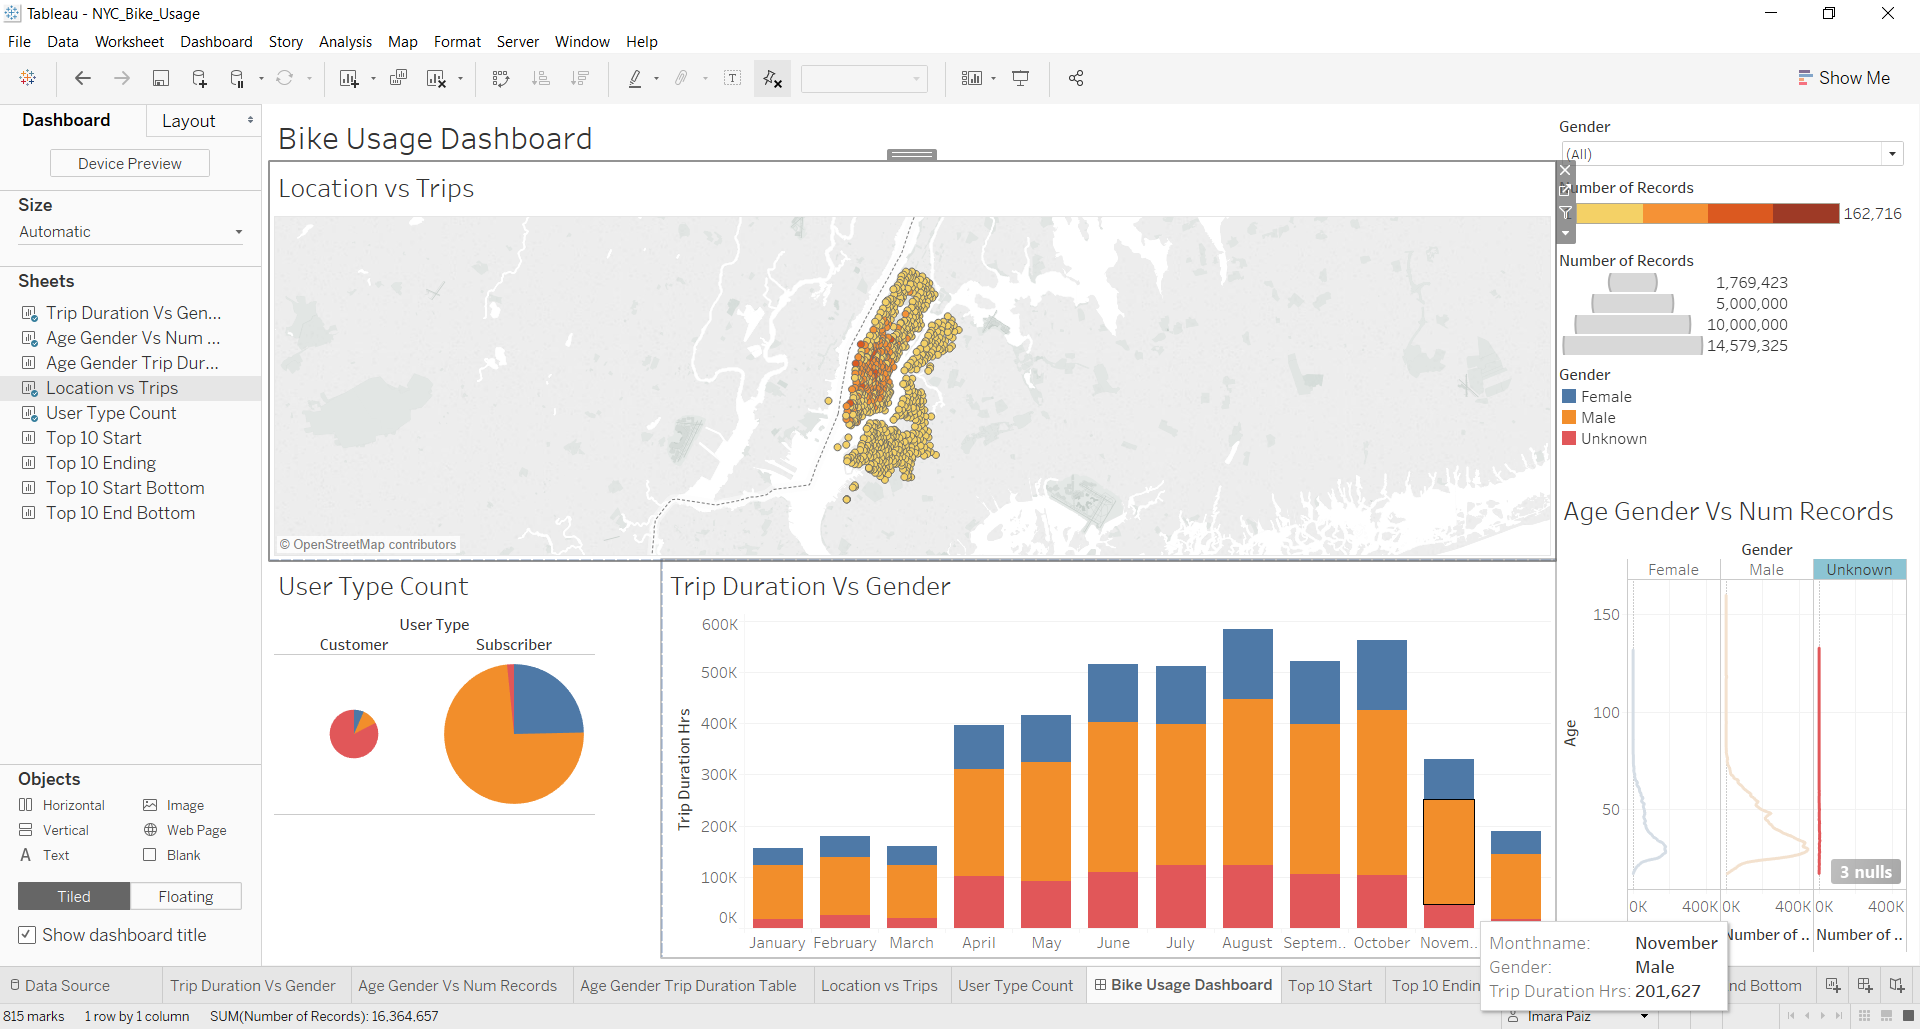 Tableau - NYC_Bike_Usage
File Data Worksheet Dashboard Story Analysis Map Format Server Window Help
Show Me
Dashboard Layout
Device Preview
Size
Automatic
Sheets
Trip Duration Vs Gen...
Age Gender Vs Num ...
Age Gender Trip Dur...
Location vs Trips
User Type Count
Top 10 Start
Top 10 Ending
Top 10 Start Bottom
Top 10 End Bottom
Objects
Horizontal Image
Vertical Web Page
Text Blank
Tiled Floating
Show dashboard title
Bike Usage Dashboard
Location vs Trips
© OpenStreetMap contributors
Gender
(All)
Number of Records
162,716
Number of Records
1,769,423
5,000,000
10,000,000
14,579,325
Gender
Female
Male
Unknown
User Type Count
User Type
Customer Subscriber
Trip Duration Vs Gender
Trip Duration Hrs
600K
500K
400K
300K
200K
100K
0K
January February March April May June July August Septem.. October Novem..
Age Gender Vs Num Records
Gender
Female Male Unknown
Age
150
100
50
3 nulls
0K 400K 0K 400K 0K 400K
Number of .. Number of ..
Monthname: November
Gender: Male
Trip Duration Hrs: 201,627
Data Source Trip Duration Vs Gender Age Gender Vs Num Records Age Gender Trip Duration Table Location vs Trips User Type Count Bike Usage Dashboard Top 10 Start Top 10 Endin nd Bottom
815 marks 1 row by 1 column SUM(Number of Records): 16,364,657 Imara Paiz